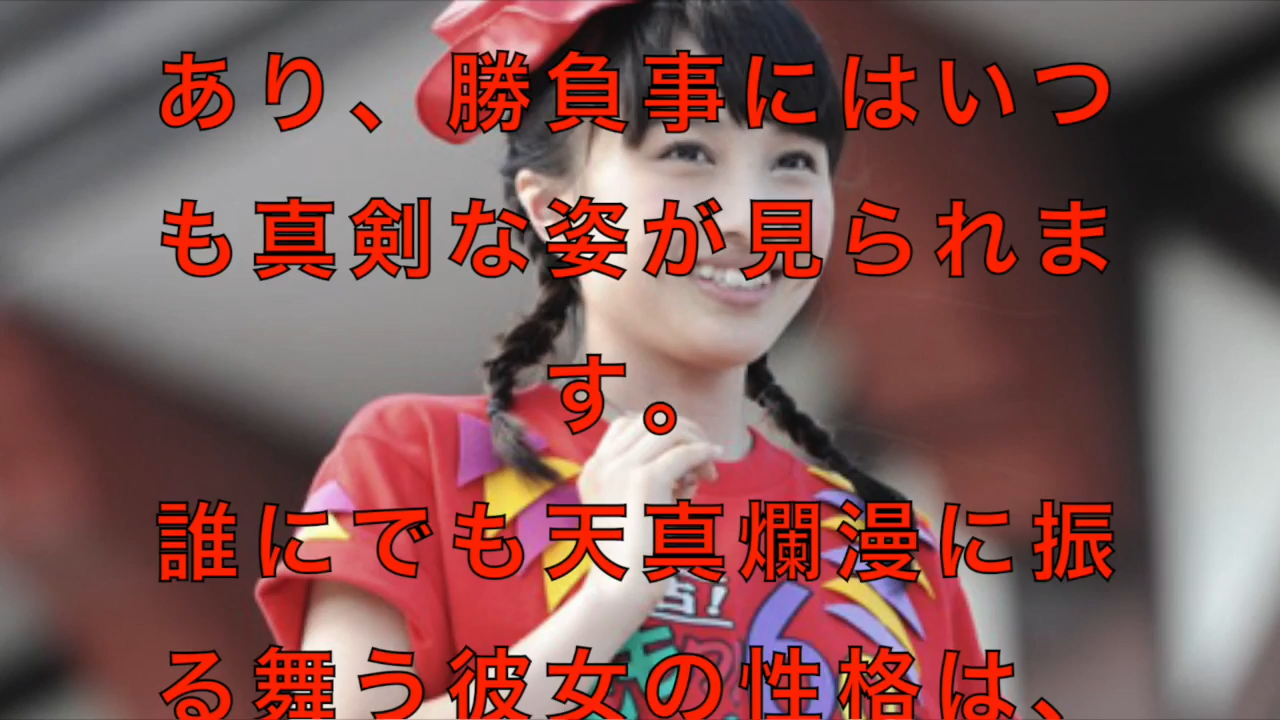 あり、勝負事にはいつ
も真剣な姿が見られま
す。
誰にでも天真爛漫に振
る舞う彼女の性格は、
S!
6